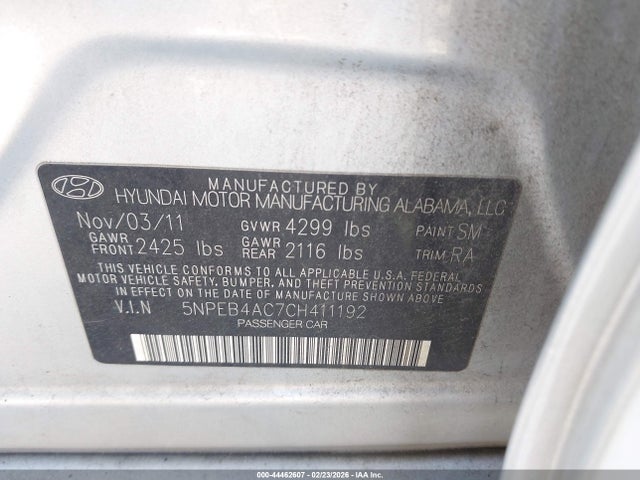 MANUFACTURED BY
HYUNDAI MOTOR MANUFACTURING ALABAMA, LLC
Nov/03/11 GVWR 4299 lbs PAINT SM
GAWR FRONT 2425 lbs GAWR REAR 2116 lbs TRIM RA
THIS VEHICLE CONFORMS TO ALL APPLICABLE U.S.A. FEDERAL
MOTOR VEHICLE SAFETY, BUMPER, AND THEFT PREVENTION STANDARDS
IN EFFECT ON THE DATE OF MANUFACTURE SHOWN ABOVE
V.I.N 5NPEB4AC7CH411192
PASSENGER CAR
000-44462607 - 02/23/2026 - IAAI.COM